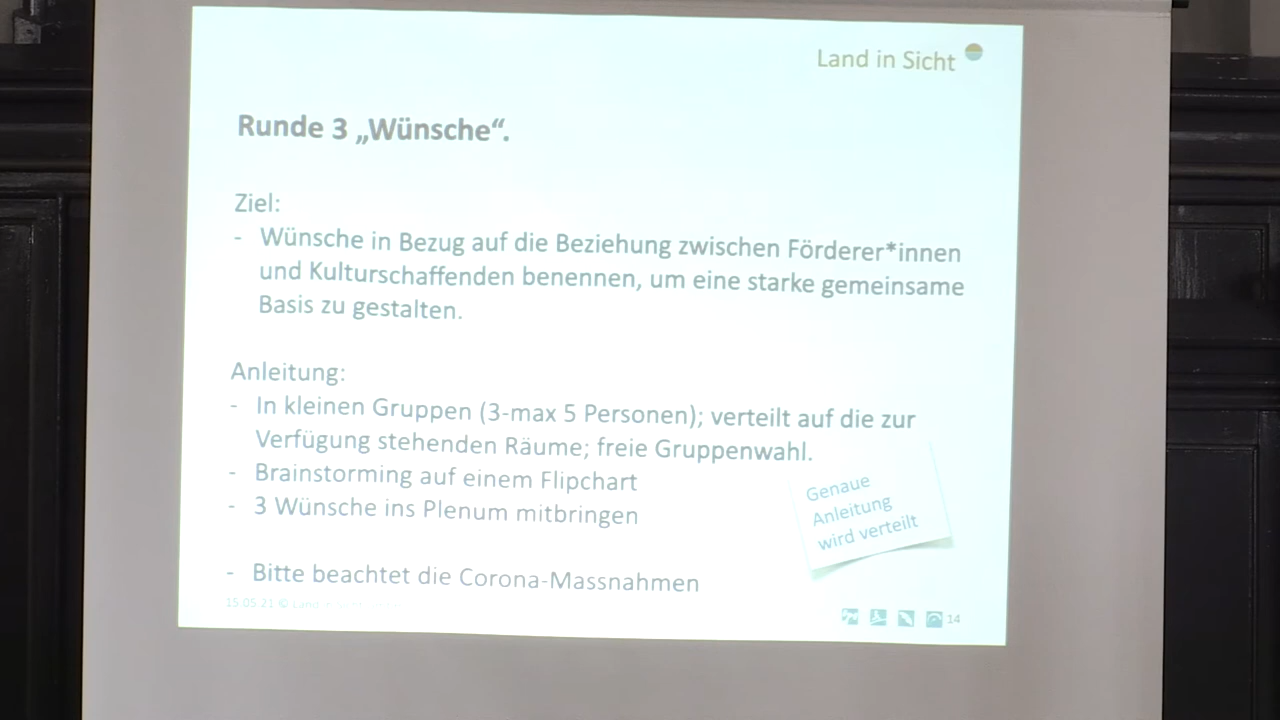 Land in Sicht
Runde 3 „Wünsche“.
Ziel:
- Wünsche in Bezug auf die Beziehung zwischen Förderer*innen
und Kulturschaffenden benennen, um eine starke gemeinsame
Basis zu gestalten.
Anleitung:
- In kleinen Gruppen (3-max 5 Personen); verteilt auf die zur
Verfügung stehenden Räume; freie Gruppenwahl.
- Brainstorming auf einem Flipchart
- 3 Wünsche ins Plenum mitbringen
Genaue
Anleitung
wird verteilt
- Bitte beachtet die Corona-Massnahmen
15.05.21 © Land in Sicht
14